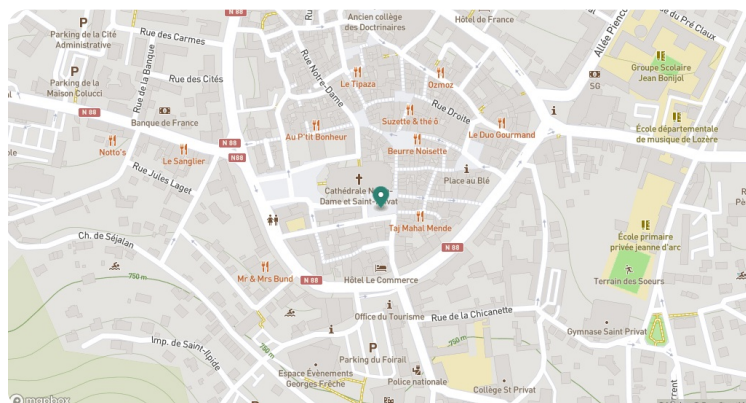 Ancien collège
des Doctrinaires
Hôtel de France
Rue du Pré Claux
Allée Piencourt
Parking de la Cité
Administrative
Rue des Carmes
Rue Notre-Dame
Groupe Scolaire
Jean Bonijol
Rue de la Banque
Rue des Cités
Le Tipaza
Ozmoz
SG
Parking de la
Maison Colucci
N 88
Banque de France
Suzette & thé ô
Rue Droite
Le Duo Gourmand
École départementale
de musique de Lozère
Au P'tit Bonheur
N 88
Beurre Noisette
Notto's
Le Sanglier
N88
Rue Jules Laget
Place au Blé
Cathédrale N
Dame et Saint-
vat
Taj Mahal Mende
École primaire
privée jeanne d'arc
Ch. de Séjalan
N 88
Terrain des Soeurs
750 m
Mr & Mrs Bund
N 88
Hôtel Le Commerce
Office du Tourisme
Rue de la Chicanette
Gymnase Saint Privat
Imp. de Saint-Ilpide
750 m
Parking du Foirail
750 m
Espace Évènements
Georges Frêche
Police nationale
Collège St Privat
mapbox